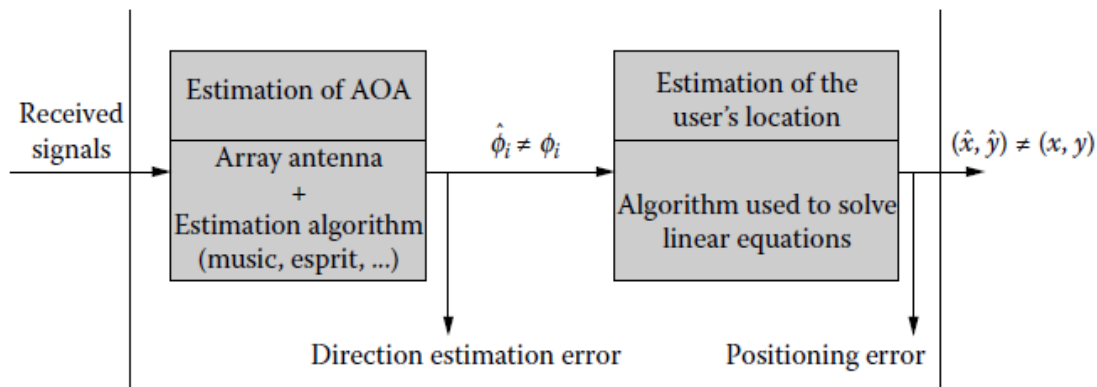 Received
signals
Estimation of AOA
Array antenna
+
Estimation algorithm
(music, esprit, ...)
ϕ̂ᵢ ≠ ϕᵢ
Direction estimation error
Estimation of the
user's location
Algorithm used to solve
linear equations
(x̂, ŷ) ≠ (x, y)
Positioning error